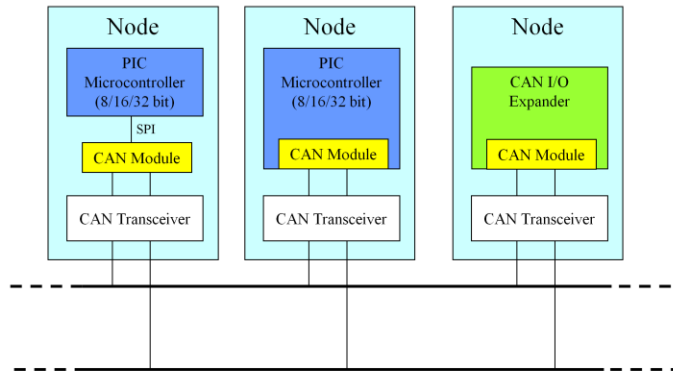 Node
PIC
Microcontroller
(8/16/32 bit)
SPI
CAN Module
CAN Transceiver
Node
PIC
Microcontroller
(8/16/32 bit)
CAN Module
CAN Transceiver
Node
CAN I/O
Expander
CAN Module
CAN Transceiver